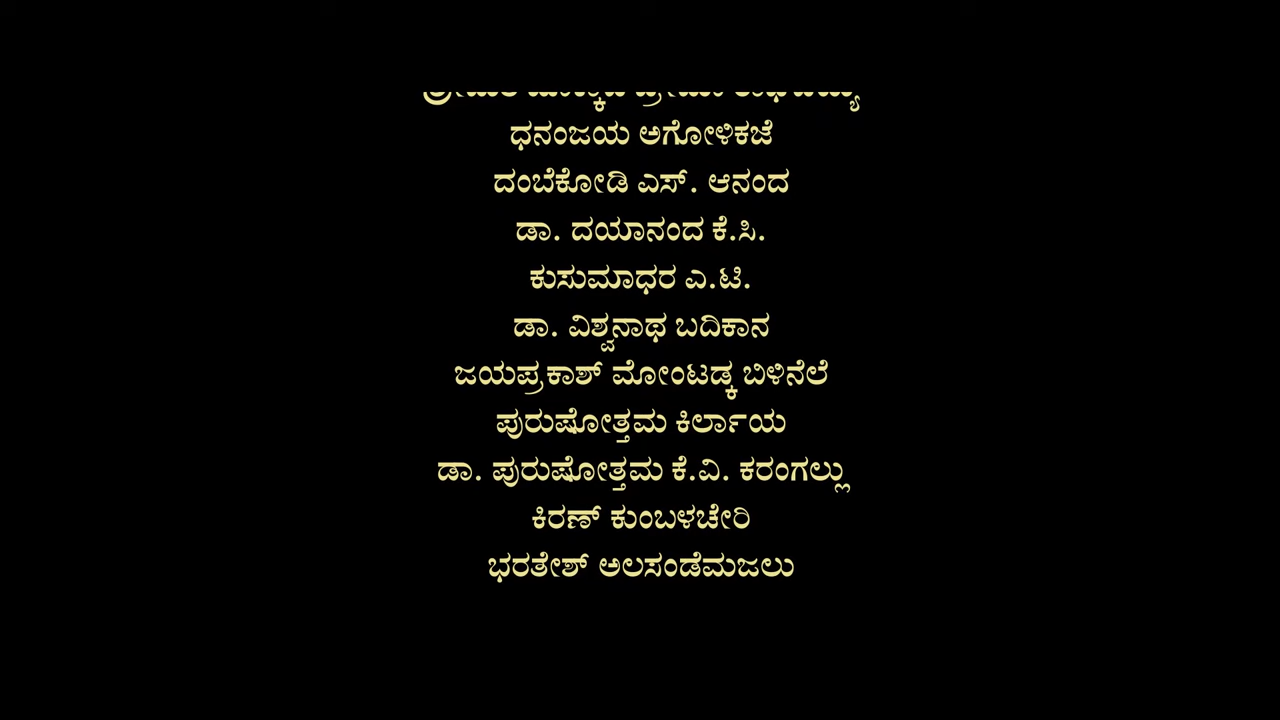 ಧನಂಜಯ ಅಗೋಳಿಕಜೆ
ದಂಬೆಕೋಡಿ ಎಸ್. ಆನಂದ
ಡಾ. ದಯಾನಂದ ಕೆ.ಸಿ.
ಕುಸುಮಾಧರ ಎ.ಟಿ.
ಡಾ. ವಿಶ್ವನಾಥ ಬದಿಕಾನ
ಜಯಪ್ರಕಾಶ್ ಮೋಂಟಡ್ಕ ಬಿಳಿನೆಲೆ
ಪುರುಷೋತ್ತಮ ಕಿರ್ಲಾಯ
ಡಾ. ಪುರುಷೋತ್ತಮ ಕೆ.ವಿ. ಕರಂಗಲ್ಲು
ಕಿರಣ್ ಕುಂಬಳಚೇರಿ
ಭರತೇಶ್ ಅಲಸಂಡೆಮಜಲು